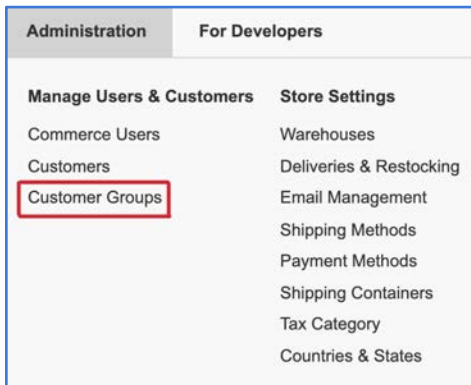 Administration
For Developers
Manage Users & Customers
Commerce Users
Customers
Customer Groups
Store Settings
Warehouses
Deliveries & Restocking
Email Management
Shipping Methods
Payment Methods
Shipping Containers
Tax Category
Countries & States